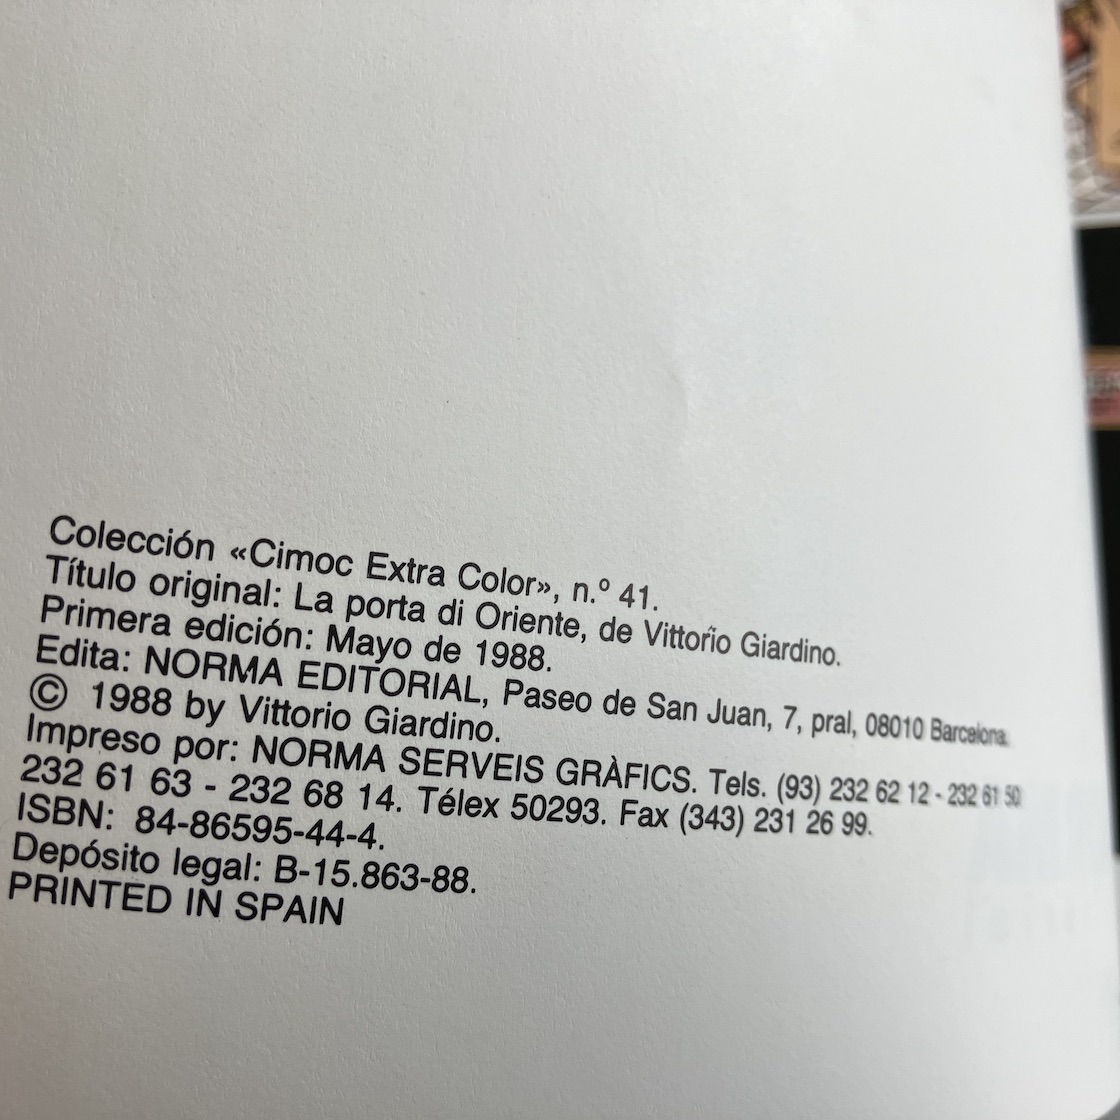 Colección «Cimoc Extra Color», n.º 41.
Título original: La porta di Oriente, de Vittorio Giardino.
Primera edición: Mayo de 1988.
Edita: NORMA EDITORIAL, Paseo de San Juan, 7, pral, 08010 Barcelona.
© 1988 by Vittorio Giardino.
Impreso por: NORMA SERVEIS GRÀFICS. Tels. (93) 232 62 12 - 232 61 50
232 61 63 - 232 68 14. Télex 50293. Fax (343) 231 26 99.
ISBN: 84-86595-44-4.
Depósito legal: B-15.863-88.
PRINTED IN SPAIN